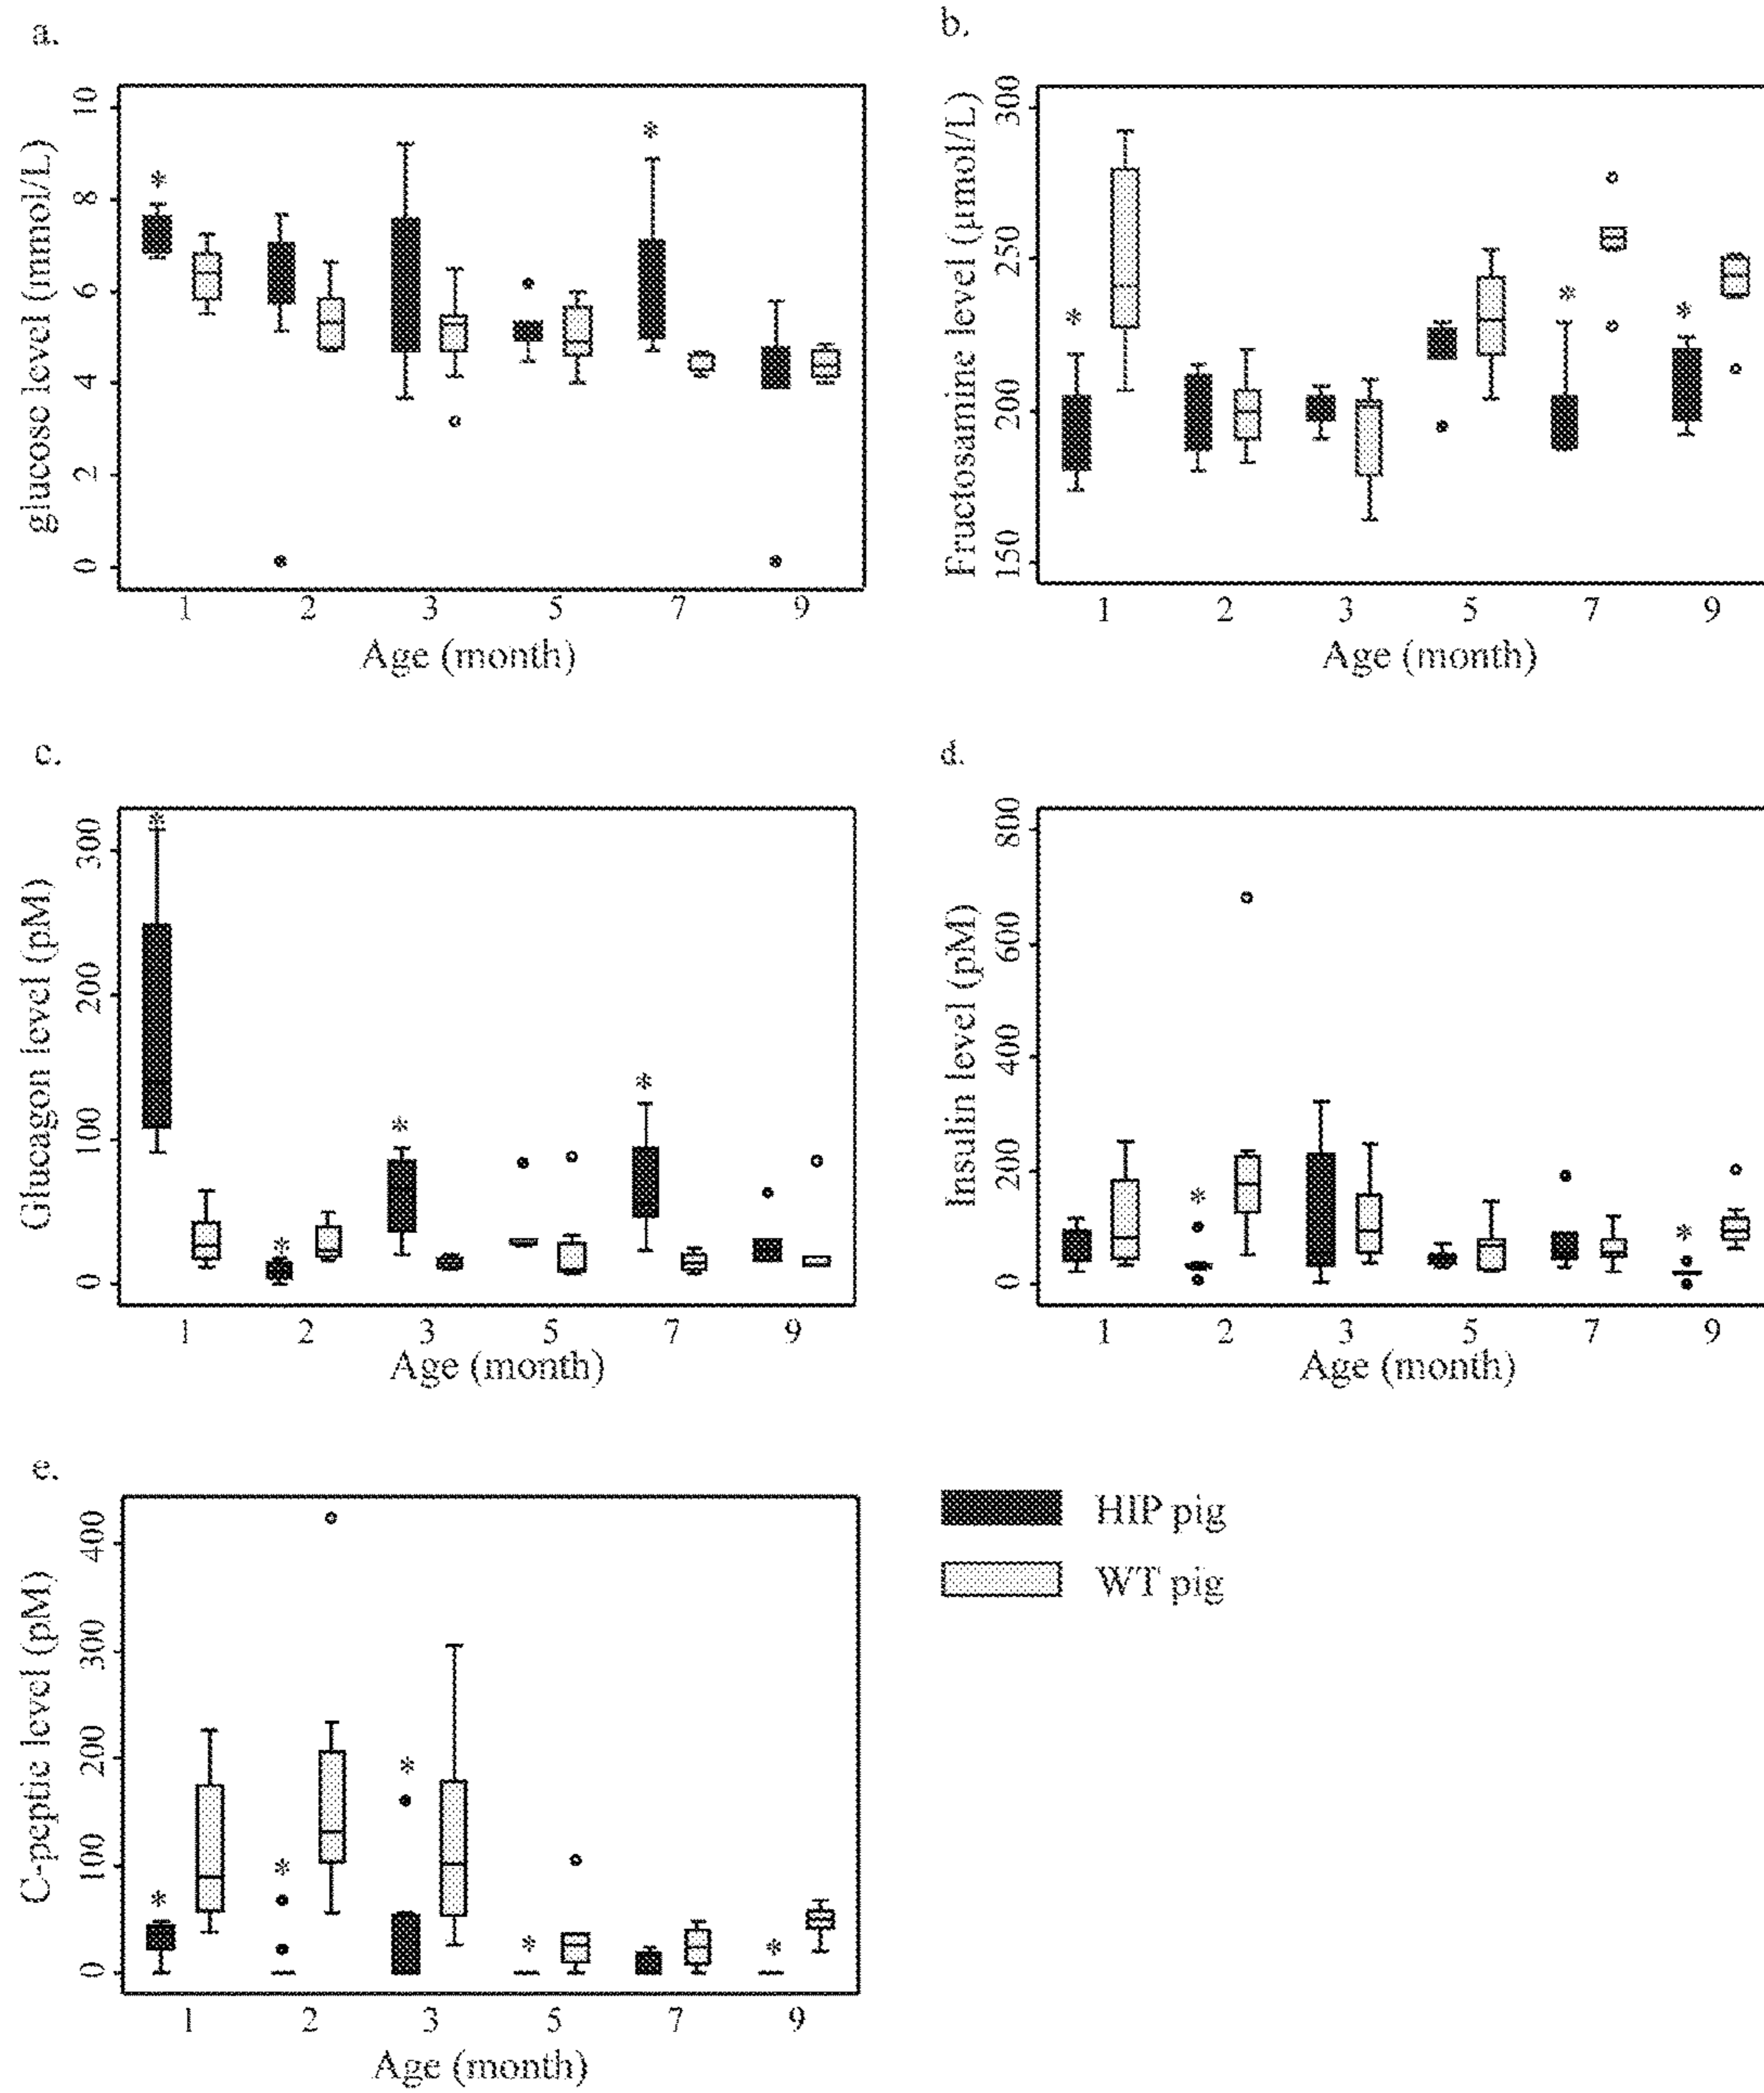 a.
glucose level (mmol/L)
10
8
6
4
2
0
*
*
1 2 3 5 7 9
Age (month)
b.
Fructosamine level (µmol/L)
300
250
200
150
*
*
*
1 2 3 5 7 9
Age (month)
c.
Glucagon level (pM)
300
200
100
0
*
*
*
*
1 2 3 5 7 9
Age (month)
d.
Insulin level (pM)
800
600
400
200
0
*
*
1 2 3 5 7 9
Age (month)
e.
C-peptie level (pM)
400
300
200
100
0
*
*
*
*
*
1 2 3 5 7 9
Age (month)
HIP pig
WT pig